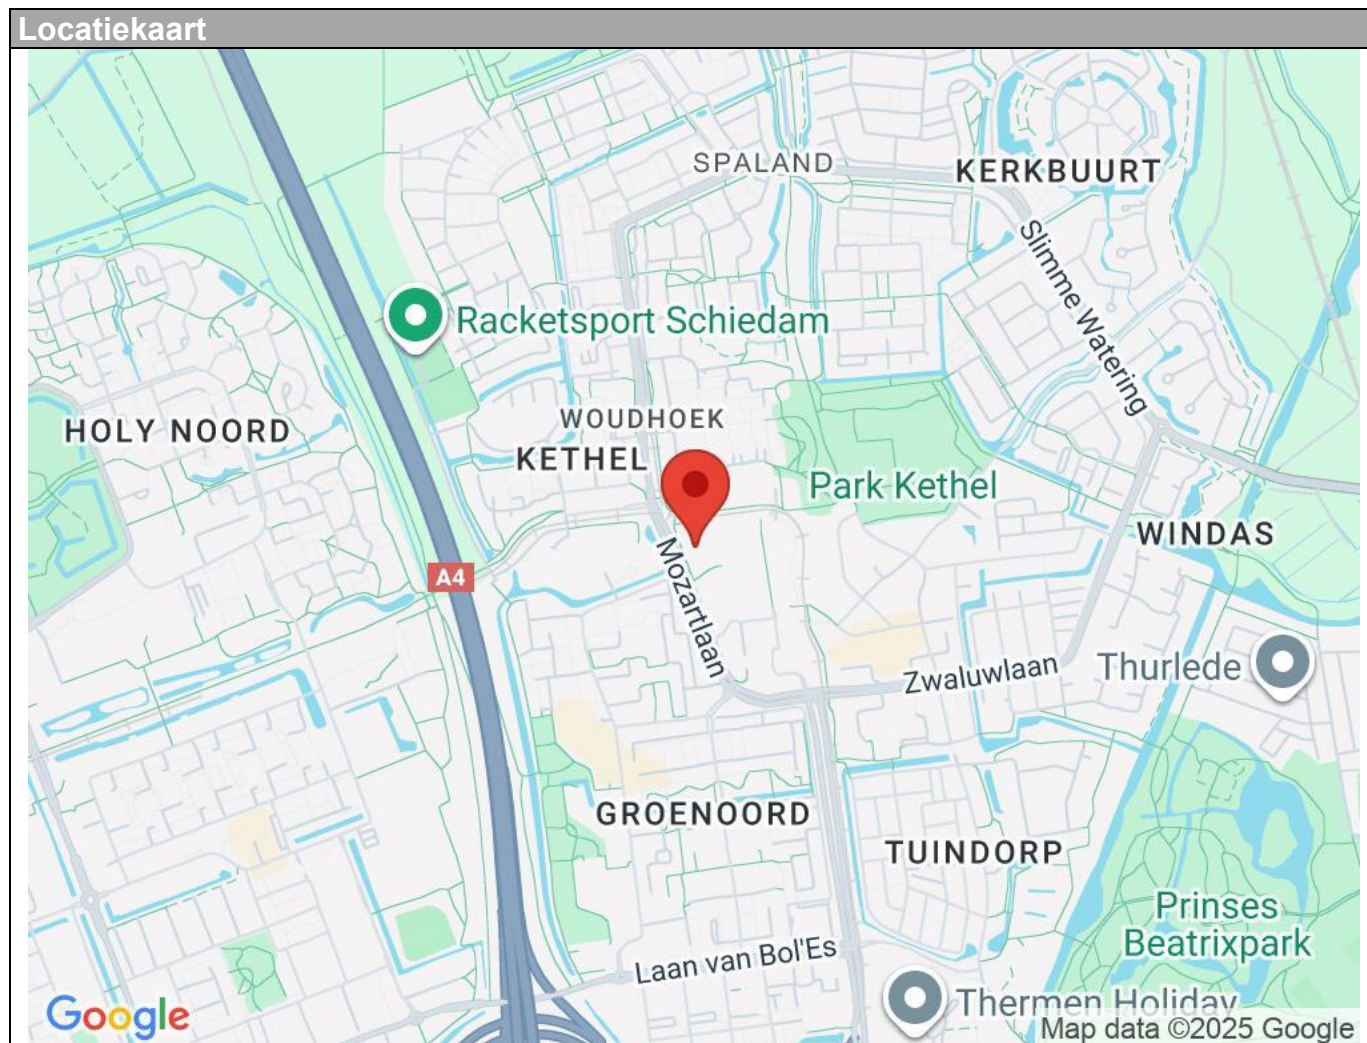 Locatiekaart
SPALAND
KERKBUURT
Slimme Watering
Racketsport Schiedam
HOLY NOORD
WOUDHOEK
KETHEL
Park Kethel
WINDAS
A4
Mozartlaan
Zwaluwlaan
Thurlede
GROENOORD
TUINDORP
Prinses
Beatrixpark
Laan van Bol'Es
Thermen Holiday
Google
Map data ©2025 Google